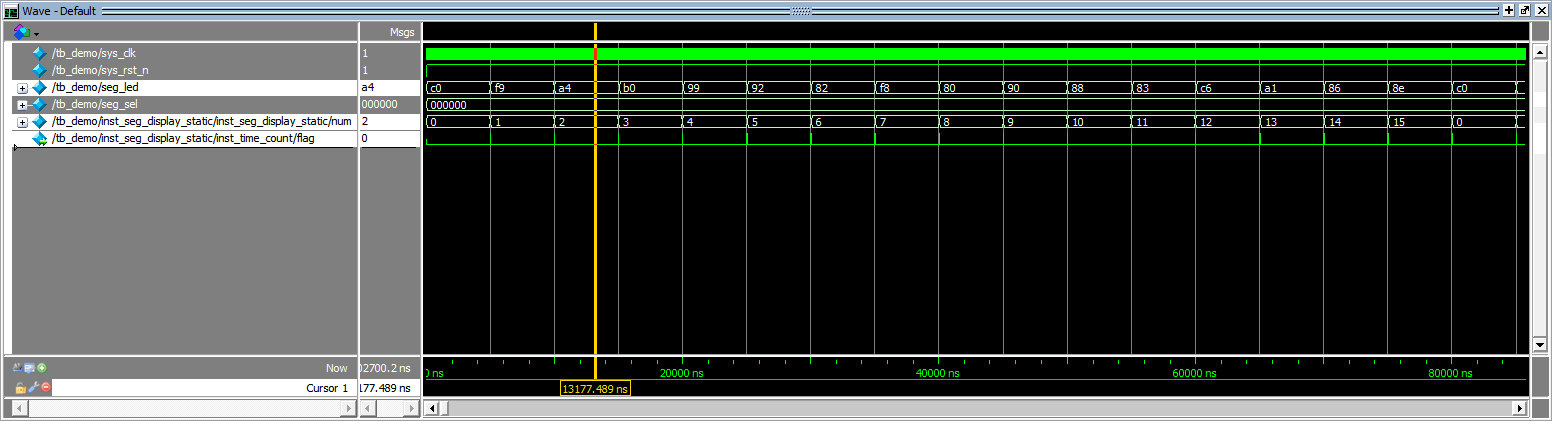 Wave - Default
Msgs
/tb_demo/sys_clk 1
/tb_demo/sys_rst_n 1
/tb_demo/seg_led a4 c0 f9 a4 b0 99 92 82 f8 80 90 88 83 c6 a1 86 8e c0
/tb_demo/seg_sel 000000 000000
/tb_demo/inst_seg_display_static/inst_seg_display_static/num 2 0 1 2 3 4 5 6 7 8 9 10 11 12 13 14 15 0
/tb_demo/inst_seg_display_static/inst_time_count/flag 0
Now 02700.2 ns ns 20000 ns 40000 ns 60000 ns 80000 ns
Cursor 1 177.489 ns 13177.489 ns